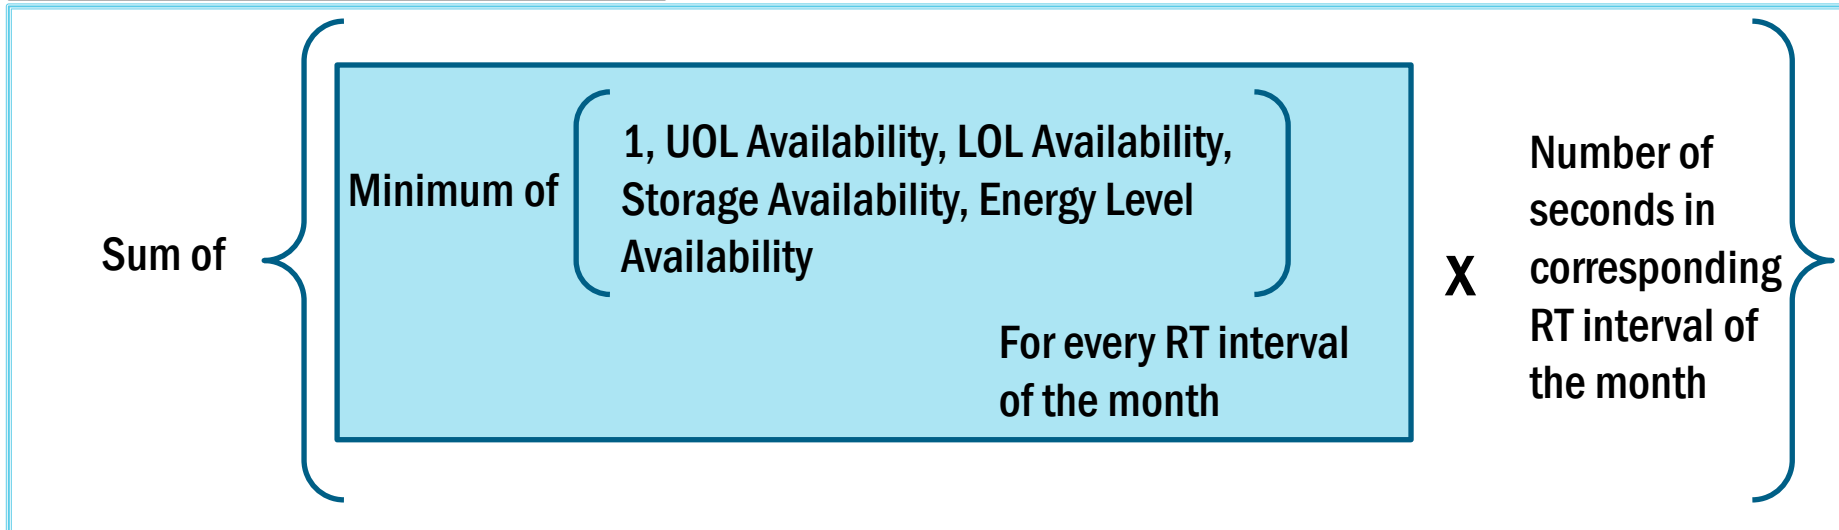 Sum of
Minimum of
1, UOL Availability, LOL Availability,
Storage Availability, Energy Level
Availability
For every RT interval
of the month
X
Number of
seconds in
corresponding
RT interval of
the month